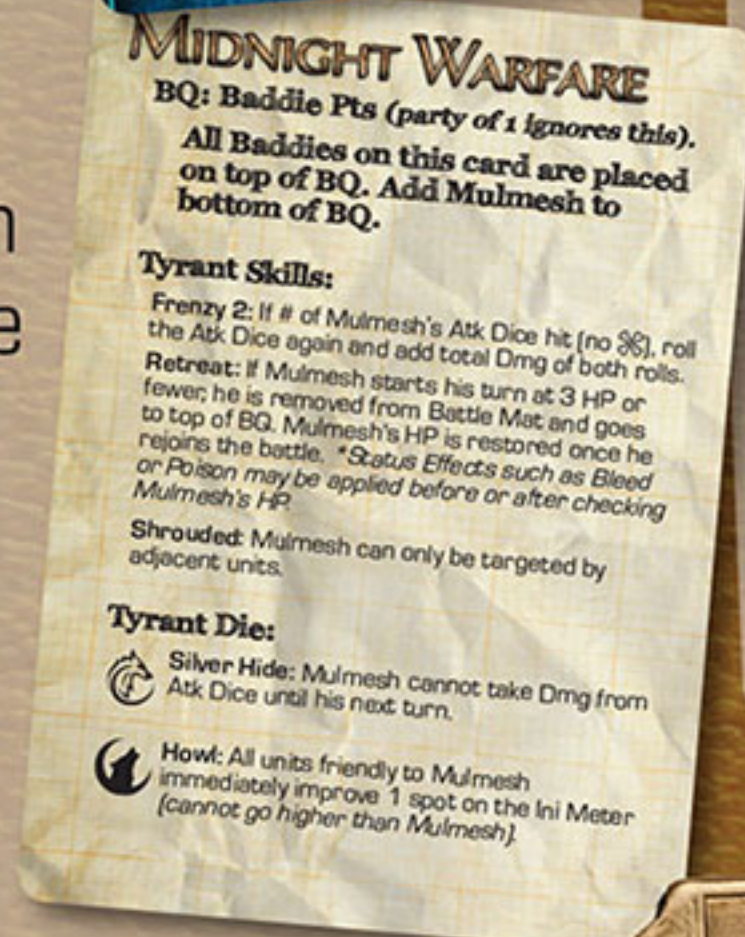 MIDNIGHT WARFARE
BQ: Baddie Pts (party of 1 ignores this).
All Baddies on this card are placed
on top of BQ. Add Mulmesh to
bottom of BQ.
Tyrant Skills:
Frenzy 2: If # of Mulmesh's Atk Dice hit (no ⌘), roll
the Atk Dice again and add total Dmg of both rolls.
Retreat: If Mulmesh starts his turn at 3 HP or
fewer, he is removed from Battle Mat and goes
to top of BQ. Mulmesh's HP is restored once he
rejoins the battle. *Status Effects such as Bleed
or Poison may be applied before or after checking
Mulmesh's HP.
Shrouded: Mulmesh can only be targeted by
adjacent units.
Tyrant Die:
Silver Hide: Mulmesh cannot take Dmg from
Atk Dice until his next turn.
Howl: All units friendly to Mulmesh
immediately improve 1 spot on the Ini Meter
(cannot go higher than Mulmesh).